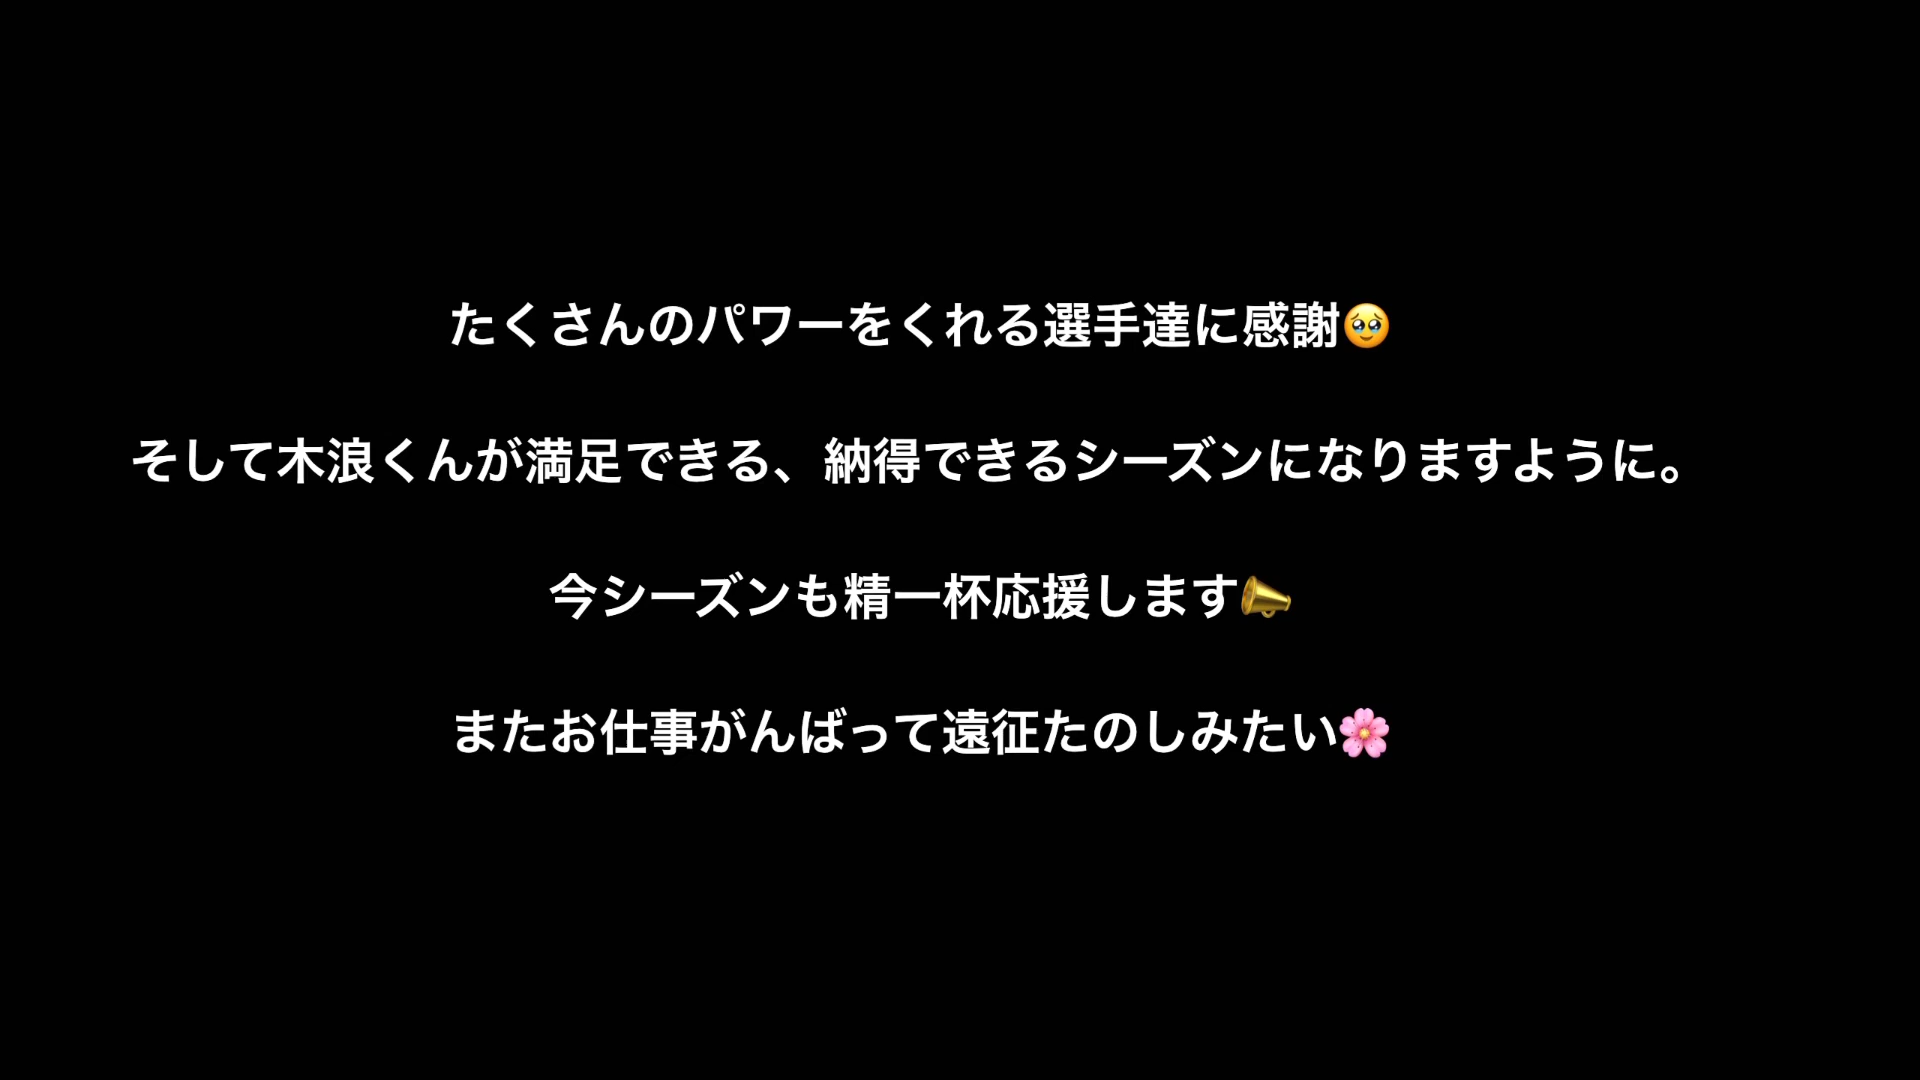 たくさんのパワーをくれる選手達に感謝🥹
そして木浪くんが満足できる、納得できるシーズンになりますように。
今シーズンも精一杯応援します📣
またお仕事がんばって遠征たのしみたい🌸